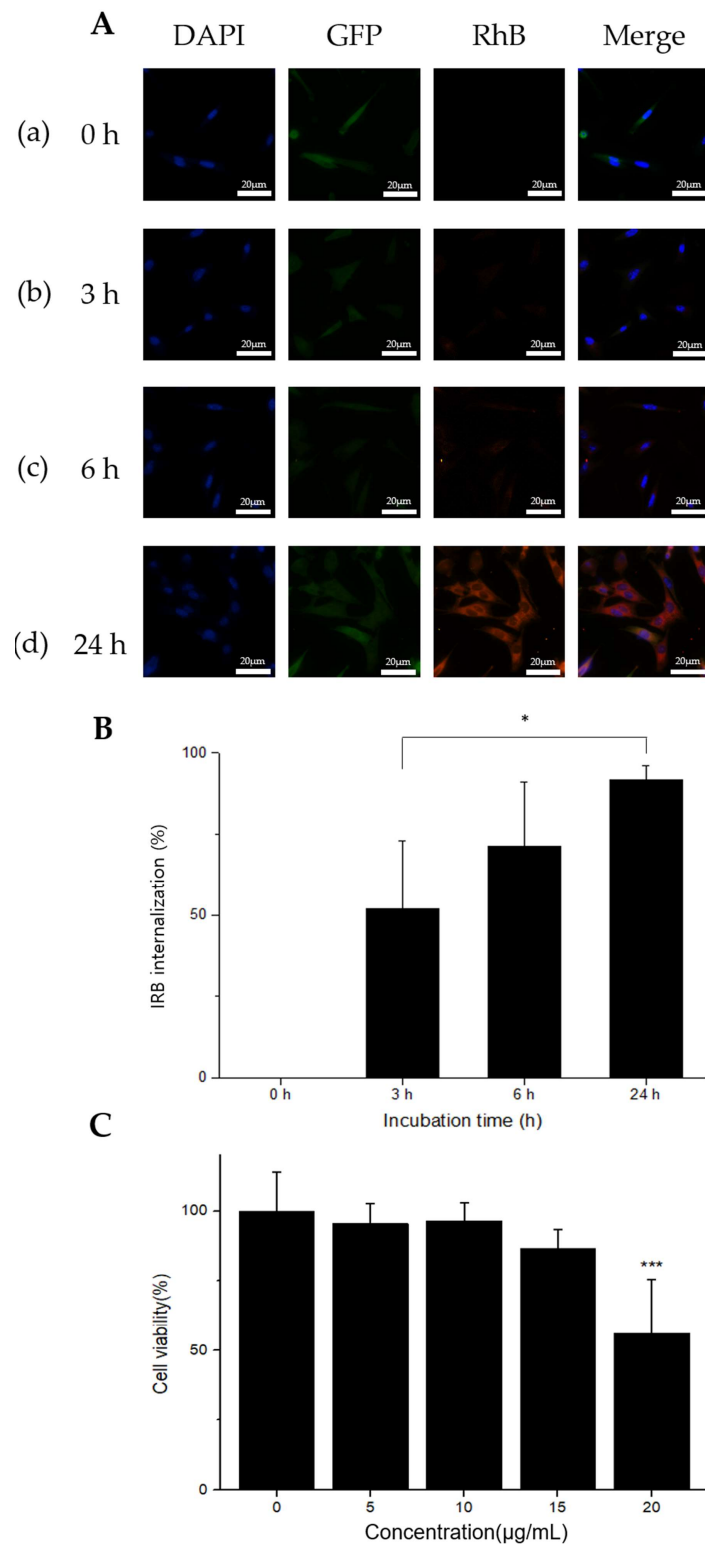 A
DAPI GFP RhB Merge
(a) 0 h
20μm 20μm 20μm 20μm
(b) 3 h
20μm 20μm 20μm 20μm
(c) 6 h
20μm 20μm 20μm 20μm
(d) 24 h
20μm 20μm 20μm 20μm
B
*
100
50
0
IRB internalization (%)
0 h 3 h 6 h 24 h
Incubation time (h)
C
100
50
0
***
Cell viability(%)
0 5 10 15 20
Concentration(μg/mL)